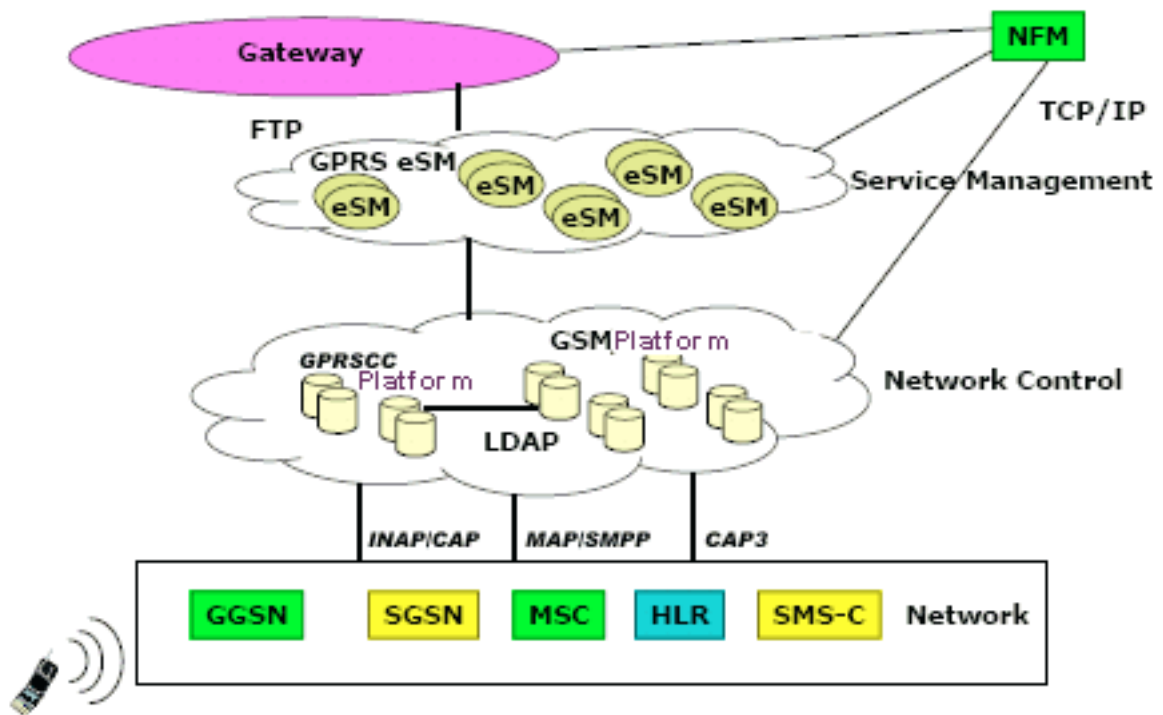 Gateway
NFM
FTP
TCP/IP
GPRS eSM
eSM
eSM
eSM
eSM
eSM
Service Management
GSM Platform
GPRSCC
Platform
Network Control
LDAP
INAP/CAP
MAP/SMPP
CAP3
GGSN
SGSN
MSC
HLR
SMS-C
Network